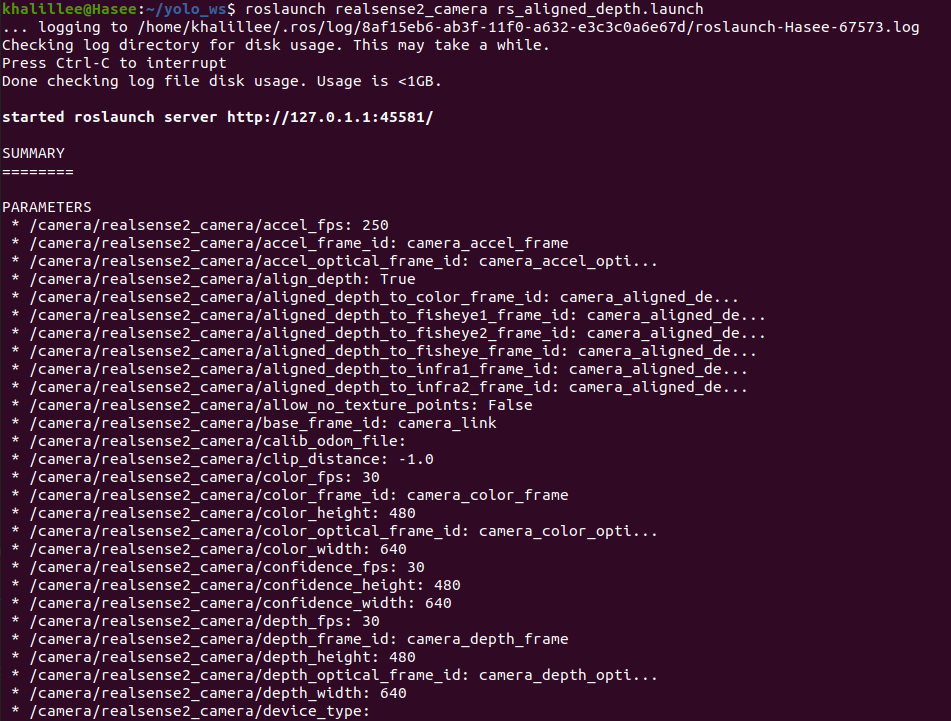 khalillee@Hasee:~/yolo_ws$ roslaunch realsense2_camera rs_aligned_depth.launch
... logging to /home/khalillee/.ros/log/8af15eb6-ab3f-11f0-a632-e3c3c0a6e67d/roslaunch-Hasee-67573.log
Checking log directory for disk usage. This may take a while.
Press Ctrl-C to interrupt
Done checking log file disk usage. Usage is <1GB.
started roslaunch server http://127.0.1.1:45581/
SUMMARY
========
PARAMETERS
* /camera/realsense2_camera/accel_fps: 250
* /camera/realsense2_camera/accel_frame_id: camera_accel_frame
* /camera/realsense2_camera/accel_optical_frame_id: camera_accel_opti...
* /camera/realsense2_camera/align_depth: True
* /camera/realsense2_camera/aligned_depth_to_color_frame_id: camera_aligned_de...
* /camera/realsense2_camera/aligned_depth_to_fisheye1_frame_id: camera_aligned_de...
* /camera/realsense2_camera/aligned_depth_to_fisheye2_frame_id: camera_aligned_de...
* /camera/realsense2_camera/aligned_depth_to_fisheye_frame_id: camera_aligned_de...
* /camera/realsense2_camera/aligned_depth_to_infra1_frame_id: camera_aligned_de...
* /camera/realsense2_camera/aligned_depth_to_infra2_frame_id: camera_aligned_de...
* /camera/realsense2_camera/allow_no_texture_points: False
* /camera/realsense2_camera/base_frame_id: camera_link
* /camera/realsense2_camera/calib_odom_file:
* /camera/realsense2_camera/clip_distance: -1.0
* /camera/realsense2_camera/color_fps: 30
* /camera/realsense2_camera/color_frame_id: camera_color_frame
* /camera/realsense2_camera/color_height: 480
* /camera/realsense2_camera/color_optical_frame_id: camera_color_opti...
* /camera/realsense2_camera/color_width: 640
* /camera/realsense2_camera/confidence_fps: 30
* /camera/realsense2_camera/confidence_height: 480
* /camera/realsense2_camera/confidence_width: 640
* /camera/realsense2_camera/depth_fps: 30
* /camera/realsense2_camera/depth_frame_id: camera_depth_frame
* /camera/realsense2_camera/depth_height: 480
* /camera/realsense2_camera/depth_optical_frame_id: camera_depth_opti...
* /camera/realsense2_camera/depth_width: 640
* /camera/realsense2_camera/device_type: